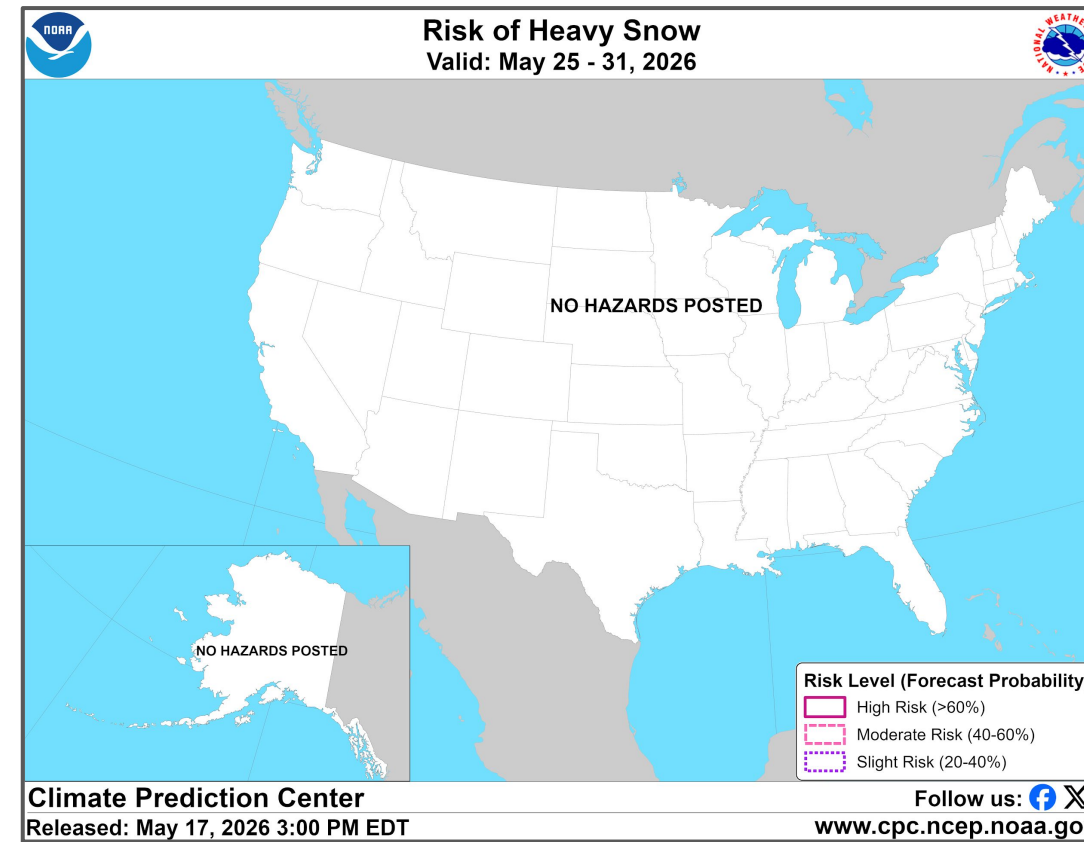 NOAA
Risk of Heavy Snow
Valid: May 25 - 31, 2026
NATIONAL WEATHE
NO HAZARDS POSTED
NO HAZARDS POSTED
Risk Level (Forecast Probability
High Risk (>60%)
Moderate Risk (40-60%)
Slight Risk (20-40%)
Climate Prediction Center
Follow us:
Released: May 17, 2026 3:00 PM EDT
www.cpc.ncep.noaa.go